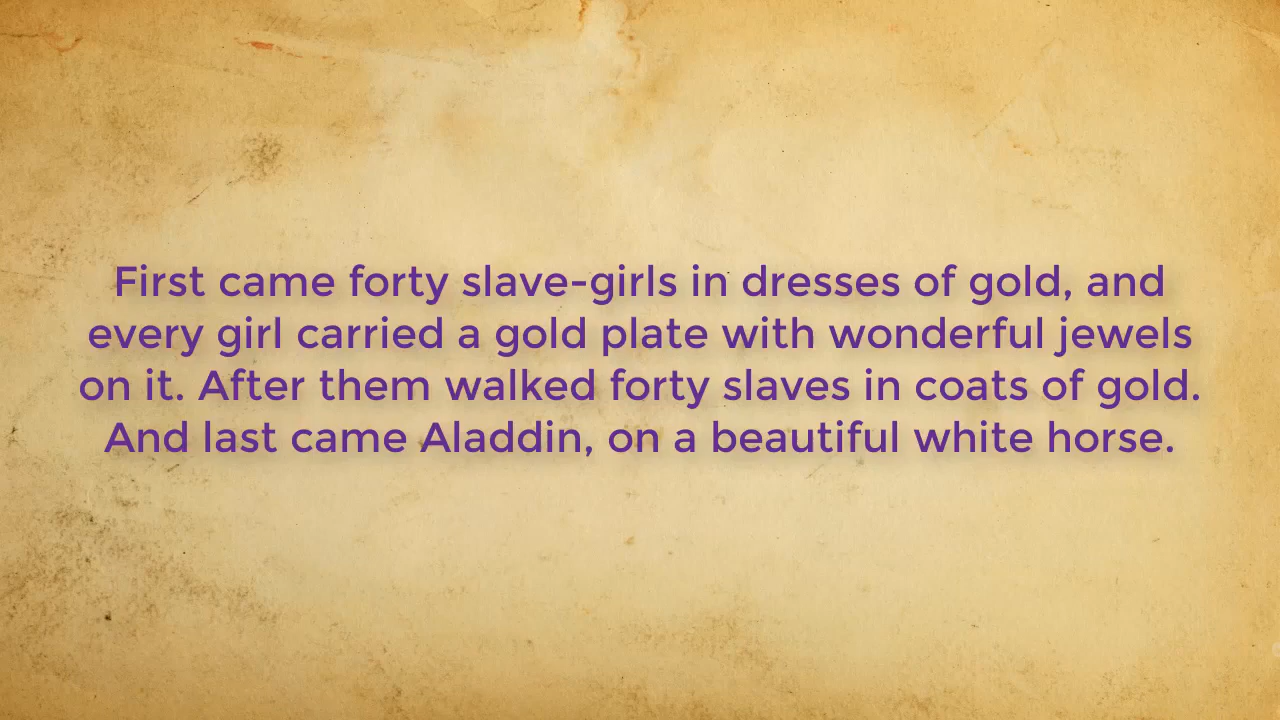 First came forty slave-girls in dresses of gold, and
every girl carried a gold plate with wonderful jewels
on it. After them walked forty slaves in coats of gold.
And last came Aladdin, on a beautiful white horse.